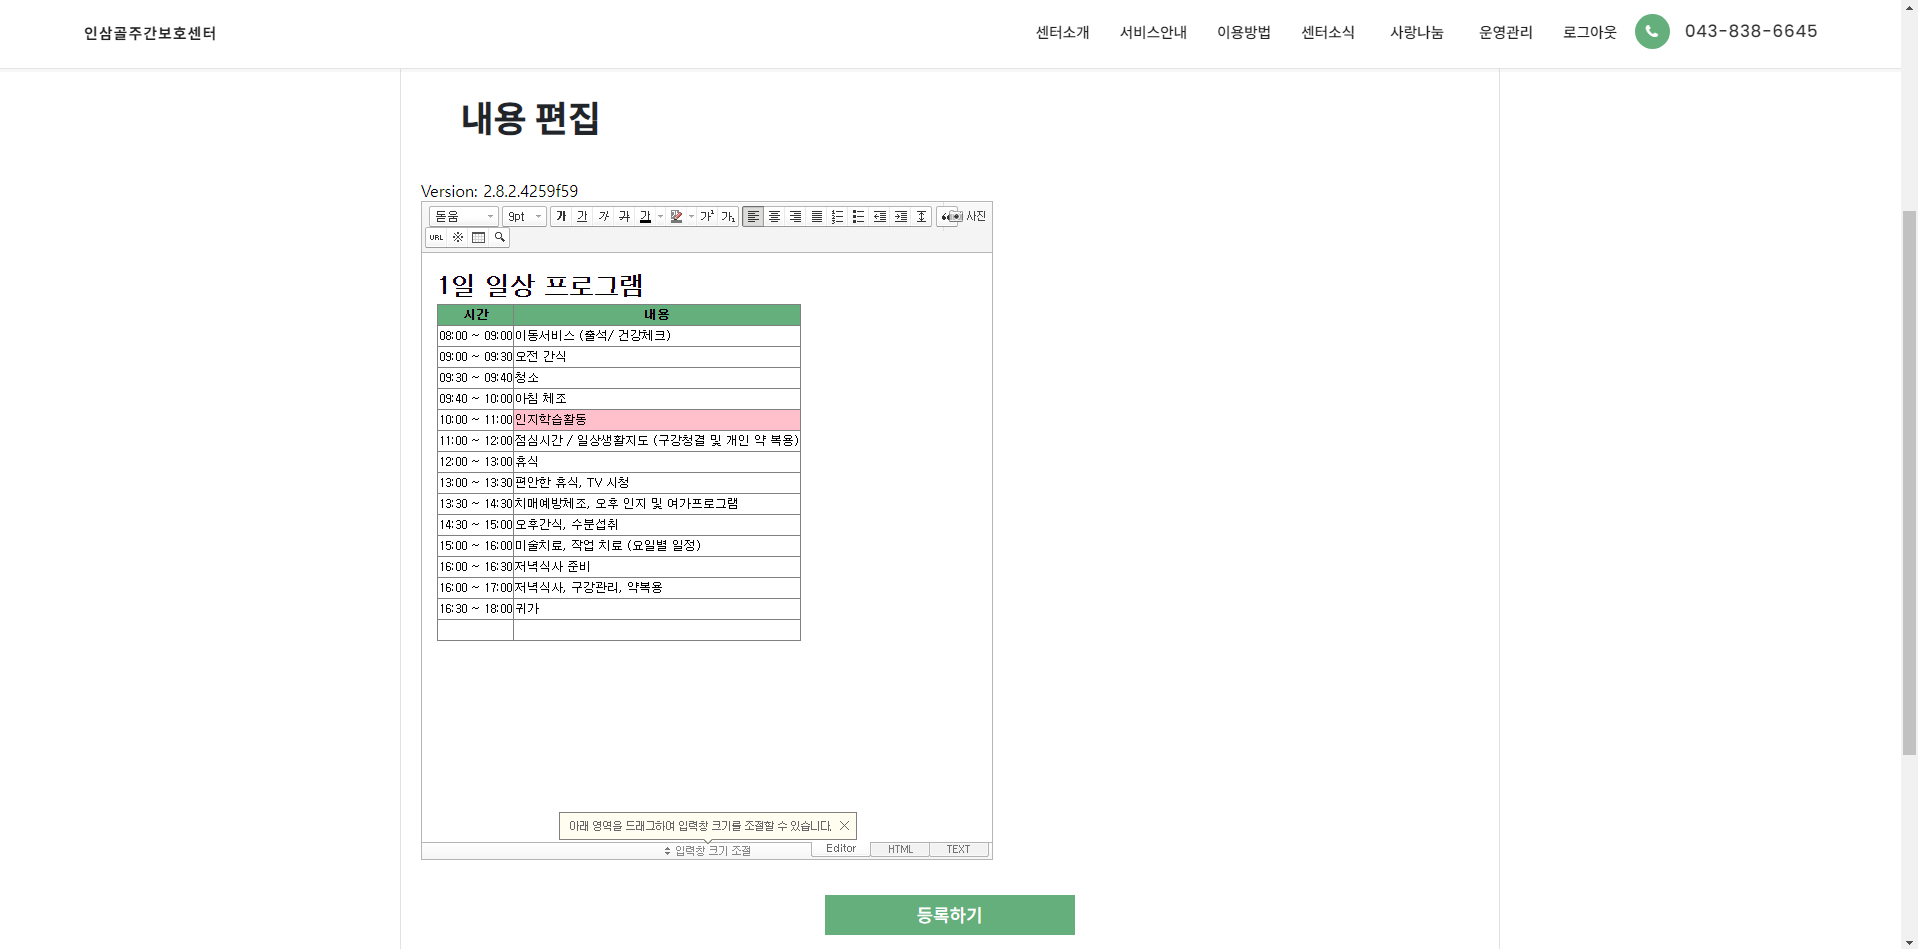 인삼골주간보호센터
센터소개 서비스안내 이용방법 센터소식 사랑나눔 운영관리 로그아웃 043-838-6645
내용 편집
Version: 2.8.2.4259f59
돋움 9pt 가 가 가 가 가 가² 가₁ 사진
URL ※
1일 일상 프로그램
시간 내용
08:00 ~ 09:00 이동서비스 (출석/ 건강체크)
09:00 ~ 09:30 오전 간식
09:30 ~ 09:40 청소
09:40 ~ 10:00 아침 체조
10:00 ~ 11:00 인지학습활동
11:00 ~ 12:00 점심시간 / 일상생활지도 (구강청결 및 개인 약 복용)
12:00 ~ 13:00 휴식
13:00 ~ 13:30 편안한 휴식, TV 시청
13:30 ~ 14:30 치매예방체조, 오후 인지 및 여가프로그램
14:30 ~ 15:00 오후간식, 수분섭취
15:00 ~ 16:00 미술치료, 작업 치료 (요일별 일정)
16:00 ~ 16:30 저녁식사 준비
16:00 ~ 17:00 저녁식사, 구강관리, 약복용
16:30 ~ 18:00 귀가
아래 영역을 드래그하여 입력창 크기를 조절할 수 있습니다.
입력창 크기 조절 Editor HTML TEXT
등록하기